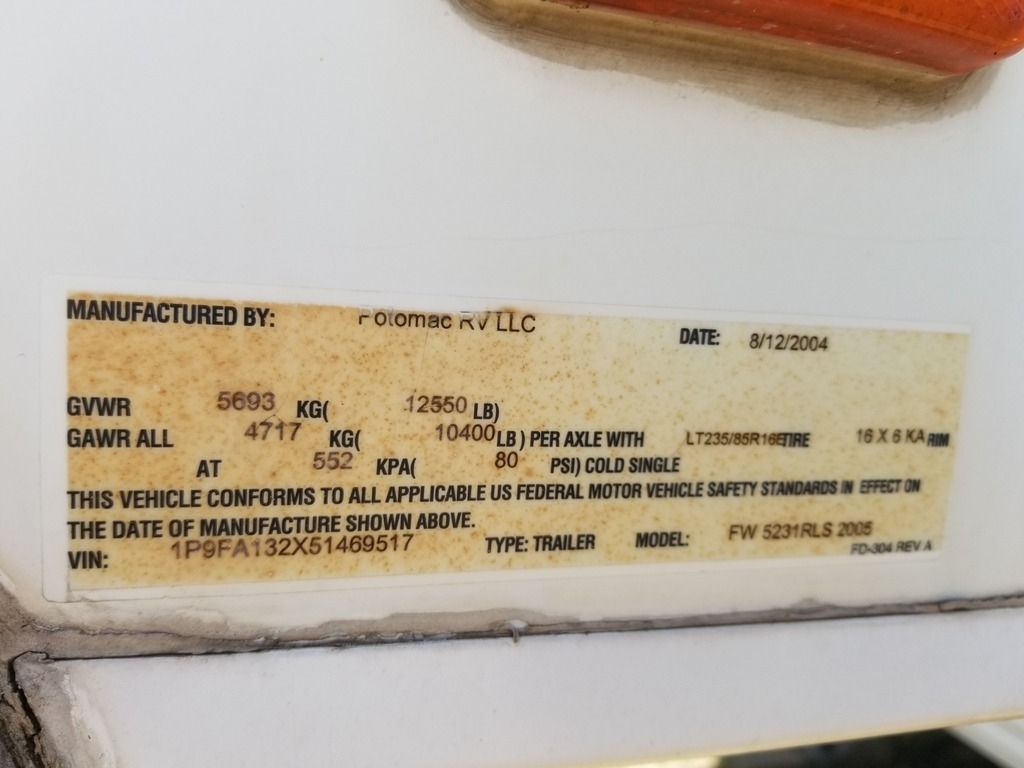 MANUFACTURED BY: Potomac RV LLC DATE: 8/12/2004
GVWR 5693 KG( 12550 LB)
GAWR ALL 4717 KG( 10400 LB) PER AXLE WITH LT235/85R16E TIRE 16 X 6 KA RIM
AT 552 KPA( 80 PSI) COLD SINGLE
THIS VEHICLE CONFORMS TO ALL APPLICABLE US FEDERAL MOTOR VEHICLE SAFETY STANDARDS IN EFFECT ON
THE DATE OF MANUFACTURE SHOWN ABOVE.
VIN: 1P9FA132X51469517 TYPE: TRAILER MODEL: FW 5231RLS 2005
FD-304 REV A